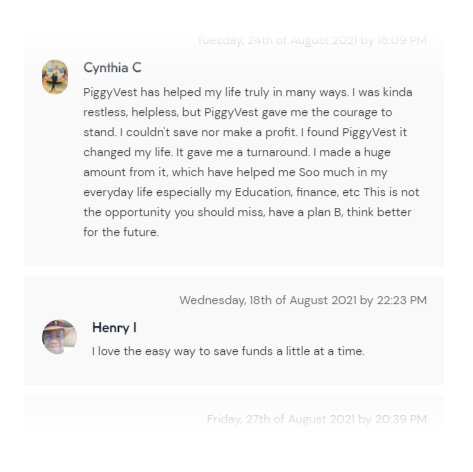 Tuesday, 24th of August 2021 by 18:09 PM
Cynthia C
PiggyVest has helped my life truly in many ways. I was kinda
restless, helpless, but PiggyVest gave me the courage to
stand. I couldn't save nor make a profit. I found PiggyVest it
changed my life. It gave me a turnaround. I made a huge
amount from it, which have helped me Soo much in my
everyday life especially my Education, finance, etc This is not
the opportunity you should miss, have a plan B, think better
for the future.
Wednesday, 18th of August 2021 by 22:23 PM
Henry I
I love the easy way to save funds a little at a time.
Friday, 27th of August 2021 by 20:39 PM